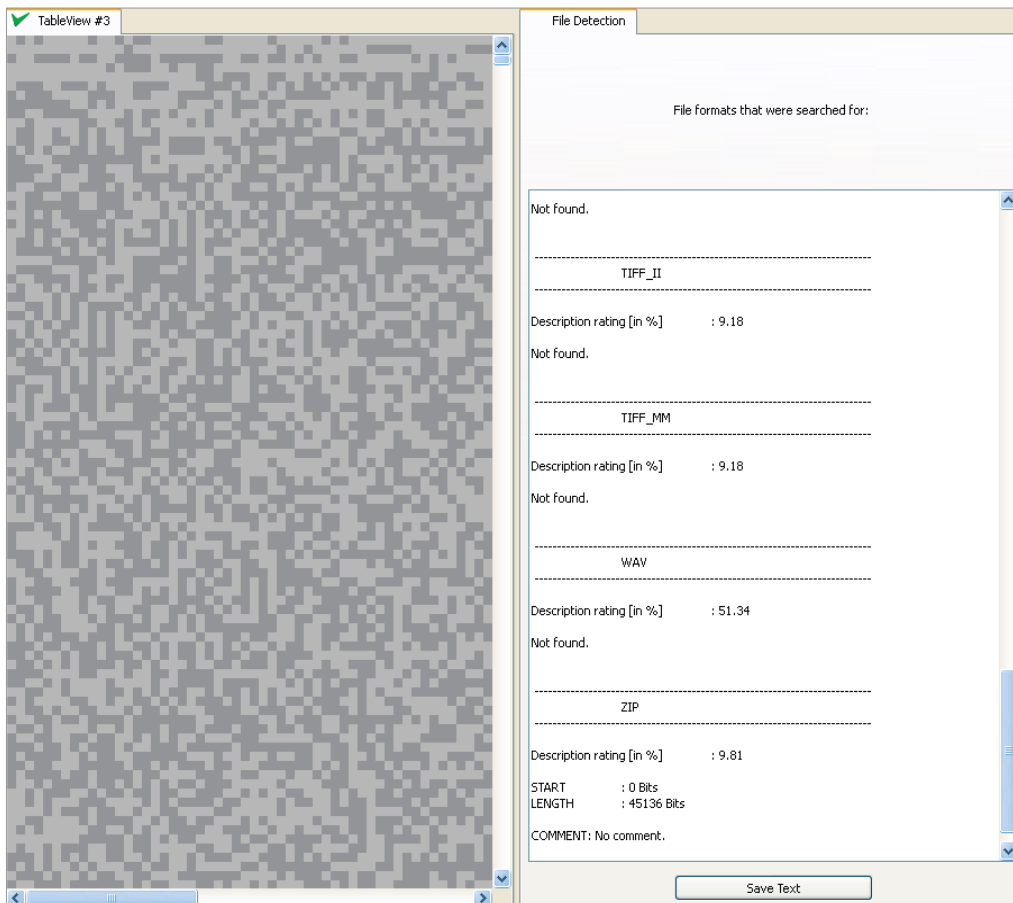 TableView #3
File Detection
File formats that were searched for:
Not found.
--------------------------------------------------------------------------
TIFF_II
--------------------------------------------------------------------------
Description rating [in %] : 9.18
Not found.
--------------------------------------------------------------------------
TIFF_MM
--------------------------------------------------------------------------
Description rating [in %] : 9.18
Not found.
--------------------------------------------------------------------------
WAV
--------------------------------------------------------------------------
Description rating [in %] : 51.34
Not found.
--------------------------------------------------------------------------
ZIP
--------------------------------------------------------------------------
Description rating [in %] : 9.81
START : 0 Bits
LENGTH : 45136 Bits
COMMENT: No comment.
Save Text